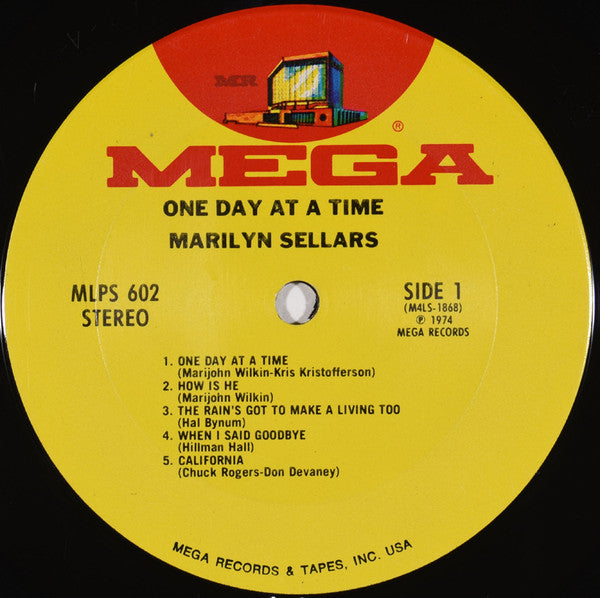 MR
MEGA
®
ONE DAY AT A TIME
MARILYN SELLARS
MLPS 602
STEREO
SIDE 1
(M4LS-1868)
℗ 1974
MEGA RECORDS
1. ONE DAY AT A TIME
(Marijohn Wilkin-Kris Kristofferson)
2. HOW IS HE
(Marijohn Wilkin)
3. THE RAIN'S GOT TO MAKE A LIVING TOO
(Hal Bynum)
4. WHEN I SAID GOODBYE
(Hillman Hall)
5. CALIFORNIA
(Chuck Rogers-Don Devaney)
MEGA RECORDS & TAPES, INC. USA